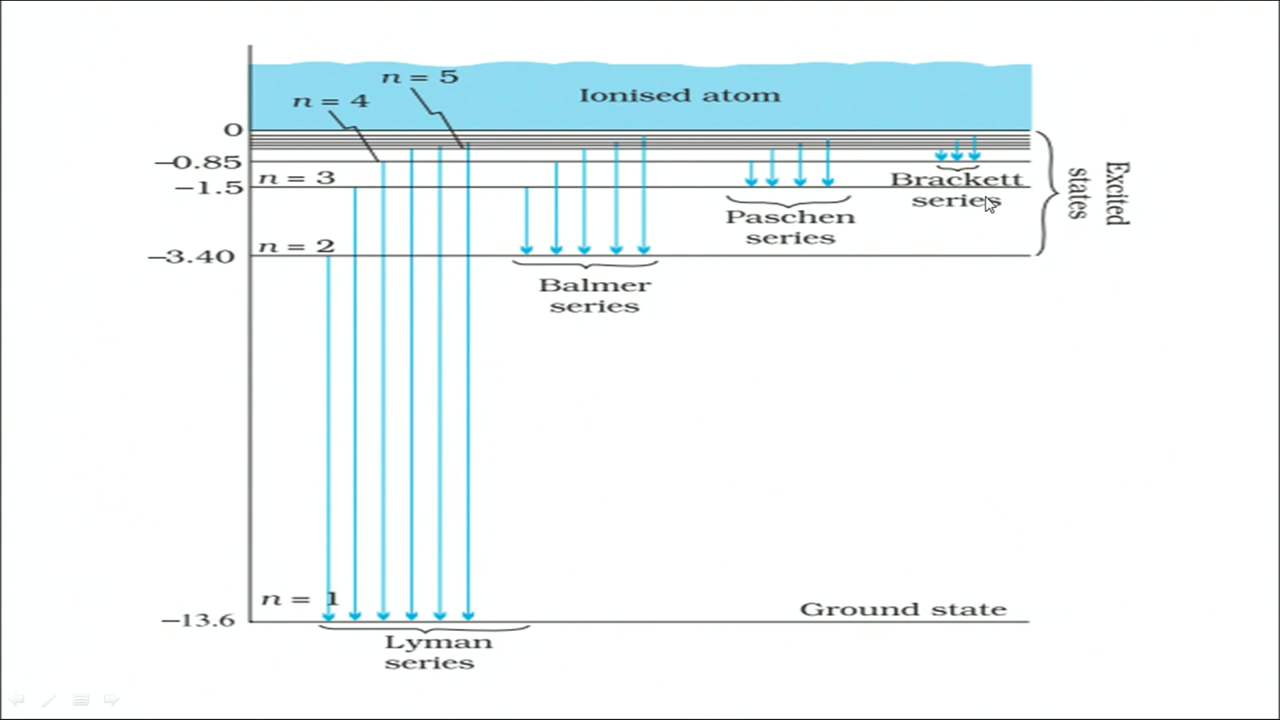 n = 5
n = 4
Ionised atom
0
−0.85
n = 3
−1.5
Brackett
series
Paschen
series
Excited
states
n = 2
−3.40
Balmer
series
n = 1
Ground state
−13.6
Lyman
series